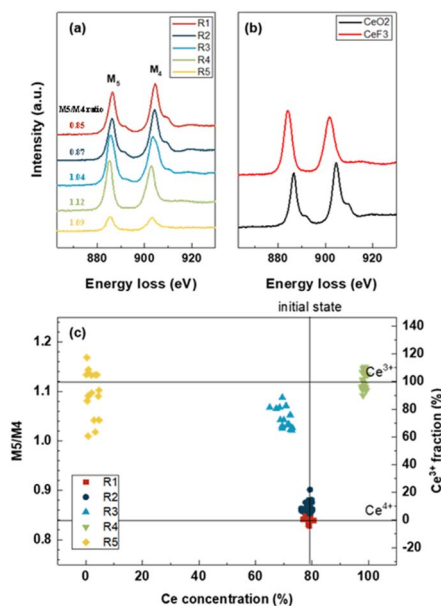 (a)
R1
R2
R3
R4
R5
M5
M4
M5/M4 ratio
0.85
0.87
1.04
1.12
1.09
Intensity (a.u.)
860 880 900 920
Energy loss (eV)
(b)
CeO2
CeF3
860 880 900 920
Energy loss (eV)
initial state
(c)
1.2
1.1
1.0
0.9
0.8
M5/M4
140
120
100
80
60
40
20
0
-20
Ce3+ fraction (%)
Ce3+
Ce4+
R1
R2
R3
R4
R5
0 20 40 60 80 100
Ce concentration (%)